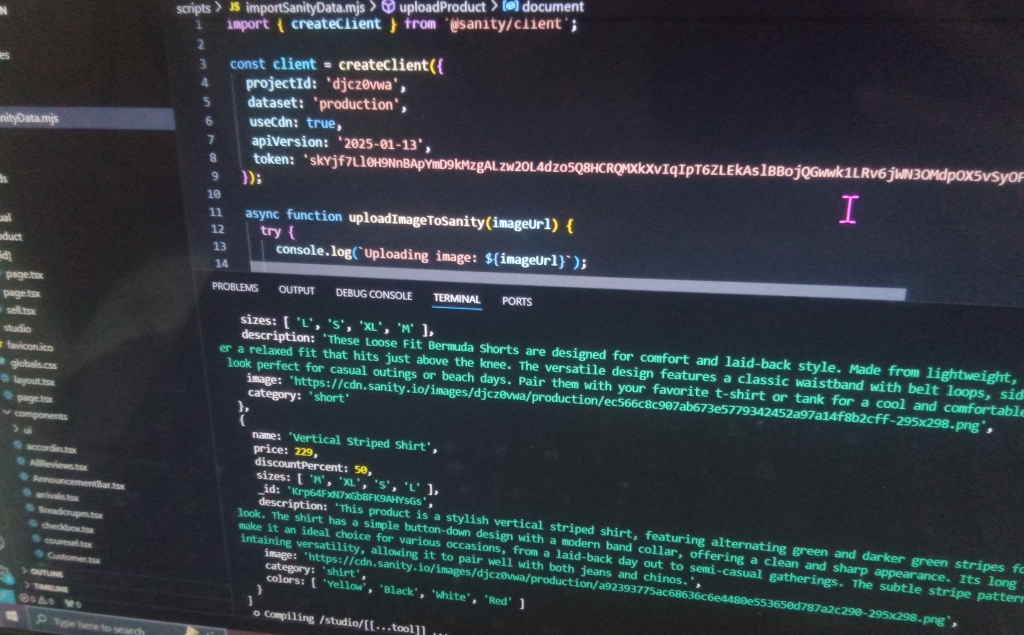 scripts > JS importSanityData.mjs > uploadProduct > document
1 import { createClient } from '@sanity/client';
2
3 const client = createClient({
4 projectId: 'djcz0vwa',
5 dataset: 'production',
6 useCdn: true,
7 apiVersion: '2025-01-13',
8 token:
9 });
10
11 async function uploadImageToSanity(imageUrl) {
12 try {
13 console.log(`Uploading image: ${imageUrl}`);
14
nityData.mjs
page.tsx
page.tsx
sell.tsx
studio
favicon.ico
globals.css
layout.tsx
page.tsx
components
ui
accordin.tsx
AllReviews.tsx
AnnouncementBar.tsx
arrivals.tsx
Breadcrupm.tsx
checkbox.tsx
couresel.tsx
Customer.tsx
OUTLINE
TIMELINE
PROBLEMS OUTPUT DEBUG CONSOLE TERMINAL PORTS
sizes: [ 'L', 'S', 'XL', 'M' ],
description: 'These Loose Fit Bermuda Shorts are designed for comfort and laid-back style. Made from lightweight,
er a relaxed fit that hits just above the knee. The versatile design features a classic waistband with belt loops, sid
look perfect for casual outings or beach days. Pair them with your favorite t-shirt or tank for a cool and comfortable
image: 'https://cdn.sanity.io/images/djcz0vwa/production/ec566c8c907ab673e5779342452a97a14f8b2cff-295x298.png',
category: 'short'
},
{
name: 'Vertical Striped Shirt',
price: 229,
discountPercent: 50,
sizes: [ 'M', 'XL', 'S', 'L' ],
_id: 'Krp64FxN7xGb8FK9AHYsGs',
description: 'This product is a stylish vertical striped shirt, featuring alternating green and darker green stripes fo
look. The shirt has a simple button-down design with a modern band collar, offering a clean and sharp appearance. Its long
make it an ideal choice for various occasions, from a laid-back day out to semi-casual gatherings. The subtle stripe pattern
intaining versatility, allowing it to pair well with both jeans and chinos.',
image: 'https://cdn.sanity.io/images/djcz0vwa/production/a92393775ac68636c6e4480e553650d787a2c290-295x298.png',
category: 'shirt',
colors: [ 'Yellow', 'Black', 'White', 'Red' ]
}
]
○ Compiling /studio/[[...tool]] ...
Type here to search